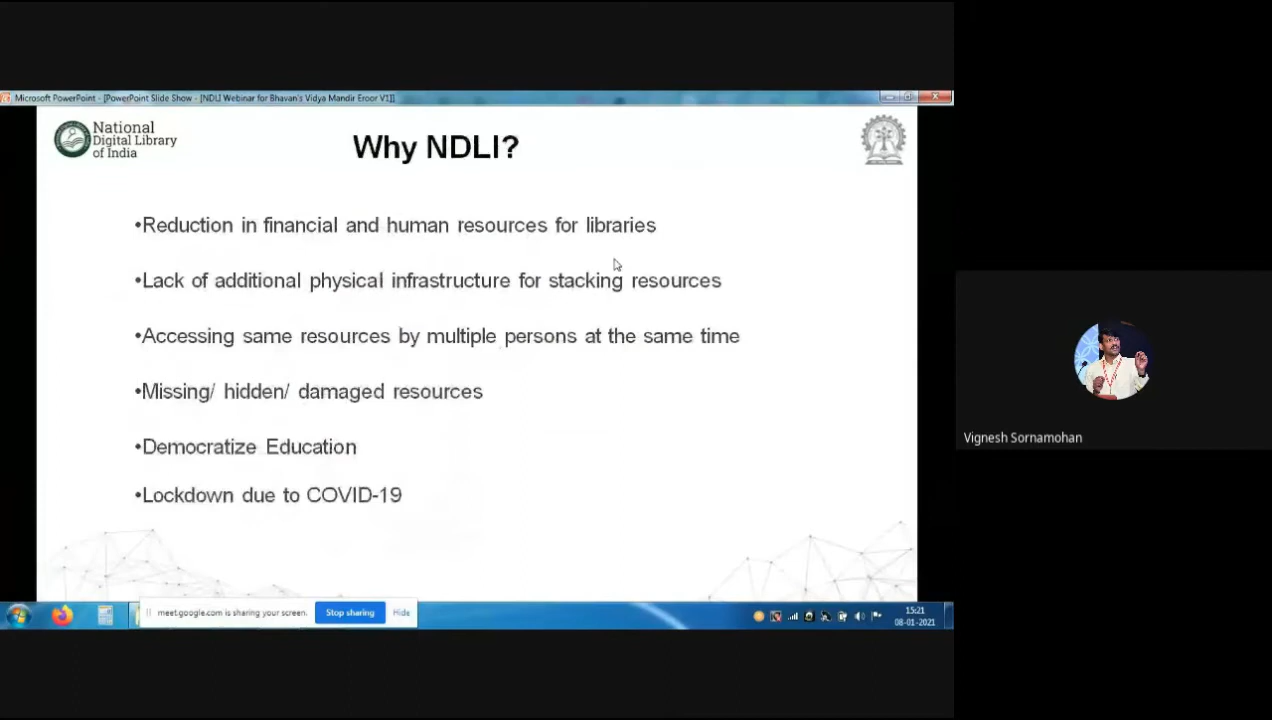 Microsoft PowerPoint - [PowerPoint Slide Show - [NDLI Webinar for Bhavan's Vidya Mandir Eroor V1]]
National
Digital Library
of India
Why NDLI?
•Reduction in financial and human resources for libraries
•Lack of additional physical infrastructure for stacking resources
•Accessing same resources by multiple persons at the same time
•Missing/ hidden/ damaged resources
•Democratize Education
•Lockdown due to COVID-19
Vignesh Sornamohan
meet.google.com is sharing your screen.
Stop sharing
Hide
15:21
08-01-2021